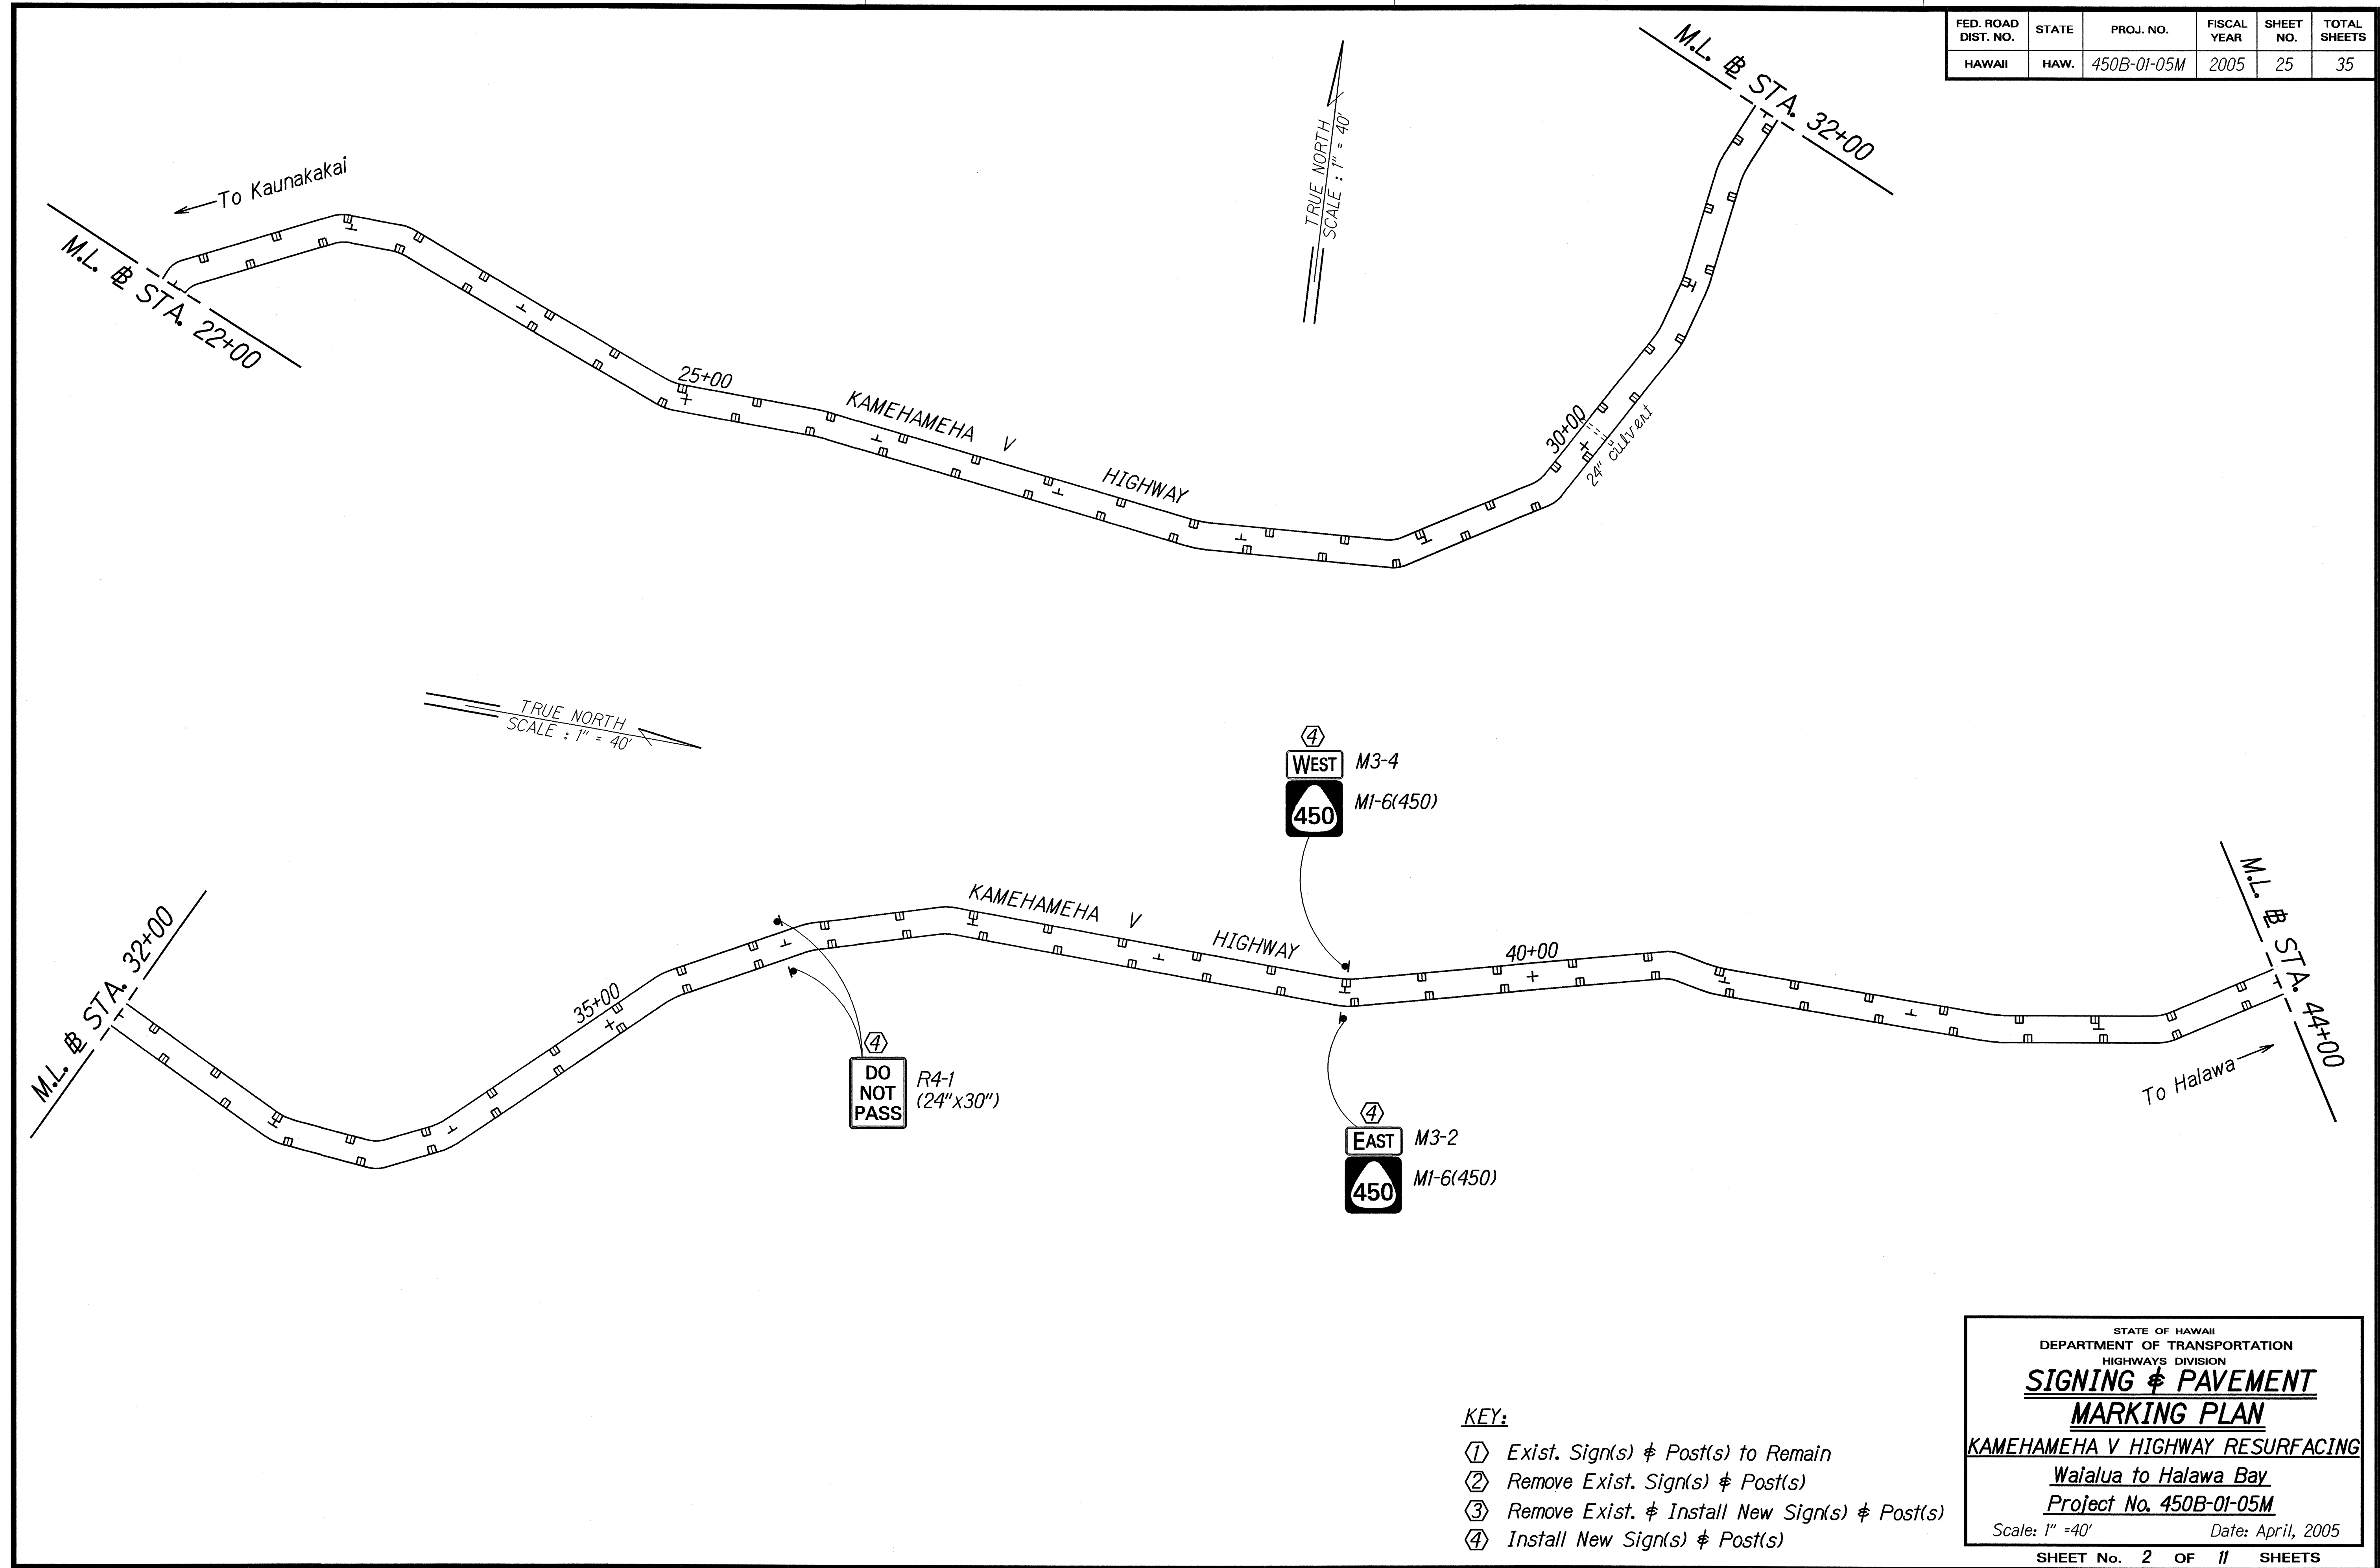 FED. ROAD DIST. NO. STATE PROJ. NO. FISCAL YEAR SHEET NO. TOTAL SHEETS
HAWAII HAW. 450B-01-05M 2005 25 35
M.L. BL STA. 32+00
TRUE NORTH
SCALE : 1" = 40'
To Kaunakakai
M.L. BL STA. 22+00
25+00
KAMEHAMEHA V HIGHWAY
30+00
24" culvert
TRUE NORTH
SCALE : 1" = 40'
4
WEST M3-4
450 M1-6(450)
M.L. BL STA. 32+00
35+00
KAMEHAMEHA V HIGHWAY
40+00
M.L. BL STA. 44+00
To Halawa
4
DO
NOT
PASS
R4-1
(24"x30")
4
EAST M3-2
450 M1-6(450)
KEY:
1 Exist. Sign(s) & Post(s) to Remain
2 Remove Exist. Sign(s) & Post(s)
3 Remove Exist. & Install New Sign(s) & Post(s)
4 Install New Sign(s) & Post(s)
STATE OF HAWAII
DEPARTMENT OF TRANSPORTATION
HIGHWAYS DIVISION
SIGNING & PAVEMENT
MARKING PLAN
KAMEHAMEHA V HIGHWAY RESURFACING
Waialua to Halawa Bay
Project No. 450B-01-05M
Scale: 1" =40' Date: April, 2005
SHEET No. 2 OF 11 SHEETS